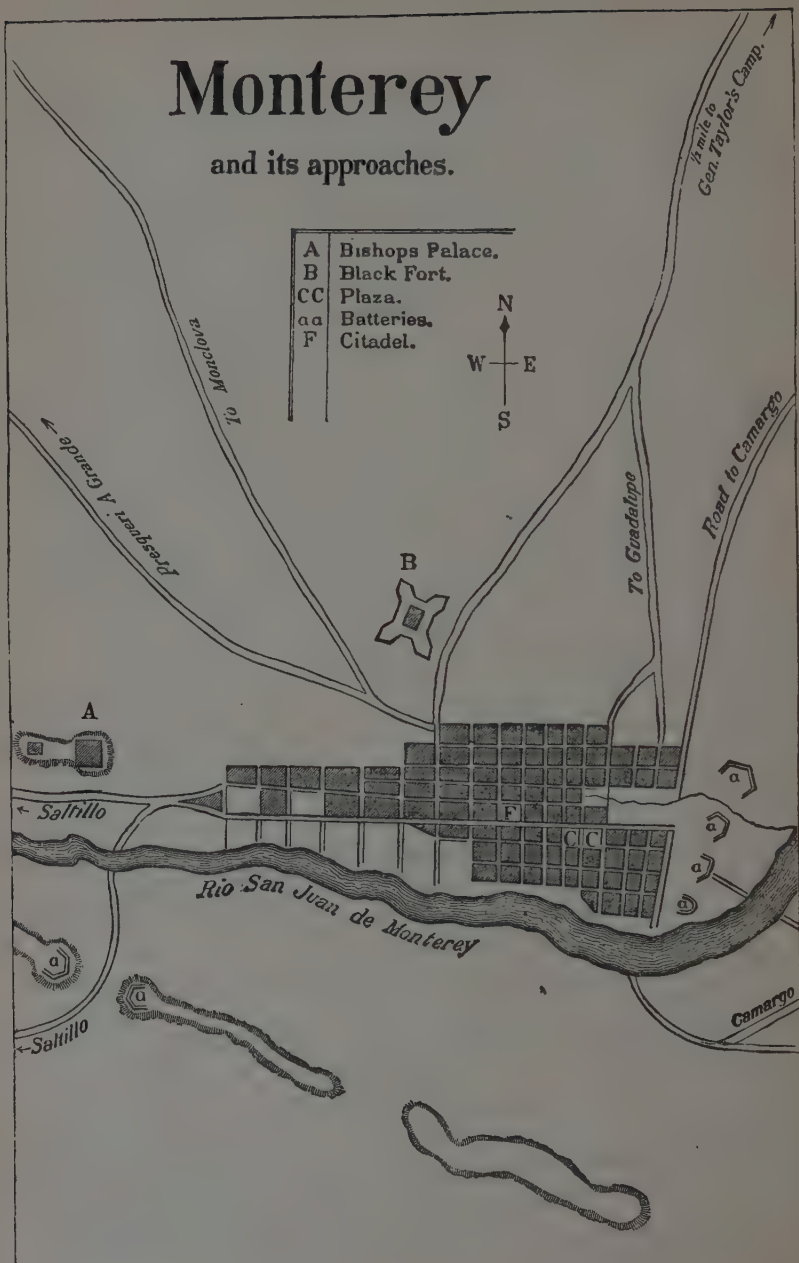 Monterey
and its approaches.
A Bishops Palace.
B Black Fort.
CC Plaza.
aa Batteries.
F Citadel.
N
W E
S
½ mile to
Gen. Taylor's Camp.
To Monclova
Presqueri A Grande
To Guadalupe
Road to Camargo
B
A
a
← Saltillo
F
C C
a
a
a
Rio San Juan de Monterey
a
a
← Saltillo
Camargo